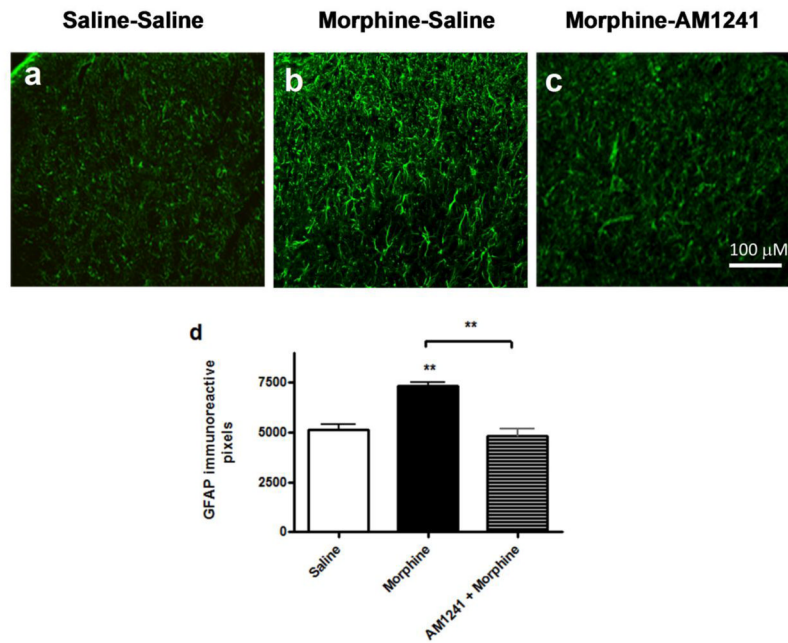 Saline-Saline Morphine-Saline Morphine-AM1241
a b c
100 µM
d
**
**
7500
5000
2500
0
GFAP immunoreactive
pixels
Saline
Morphine
AM1241 + Morphine